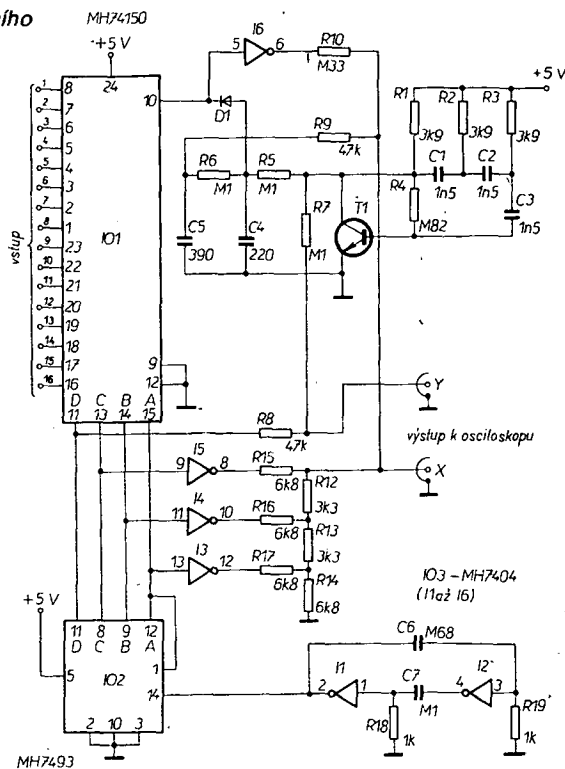 ního
MH74150
+5 V
24
10
I6
5
6
R10
M33
D1
R9
47k
R6
M1
R5
M1
R1
3k9
R2
3k9
R3
3k9
+5 V
C1
1n5
C2
1n5
C3
1n5
R4
M82
T1
R7
M1
C5
390
C4
220
vstup
1 8
2 7
3 6
4 5
5 4
6 3
7 2
8 1
9 23
10 22
11 21
12 20
13 19
14 18
15 17
16 16
IO1
9
12
D C B A
11 13 14 15
R8
47k
Y
výstup k osciloskopu
X
I5
9 8
R15
6k8
R12
3k3
I4
11 10
R16
6k8
R13
3k3
I3
13 12
R17
6k8
R14
6k8
IO3 – MH7404
(I1 až I6)
+5 V
11 8 9 12
D C B A
1
5
IO2
14
2 10 3
MH7493
C6
M68
I1
2 1
C7
M1
I2
4 3
R18
1k
R19
1k